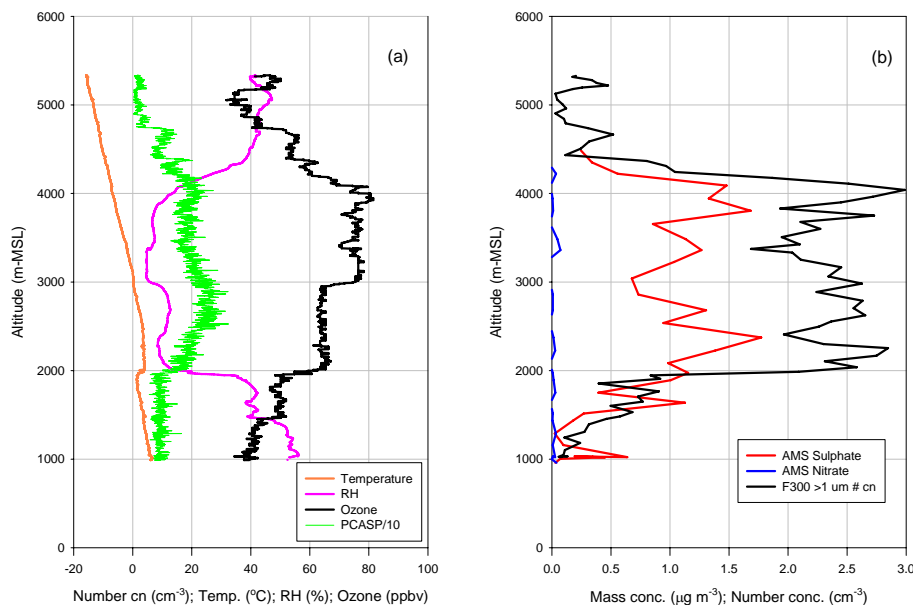 (a)
6000
5000
4000
3000
2000
1000
0
Altitude (m-MSL)
-20 0 20 40 60 80 100
Number cn (cm-3); Temp. (oC); RH (%); Ozone (ppbv)
Temperature
RH
Ozone
PCASP/10
(b)
6000
5000
4000
3000
2000
1000
0
Altitude (m-MSL)
0.0 0.5 1.0 1.5 2.0 2.5 3.0
Mass conc. (μg m-3); Number conc. (cm-3)
AMS Sulphate
AMS Nitrate
F300 >1 um # cn